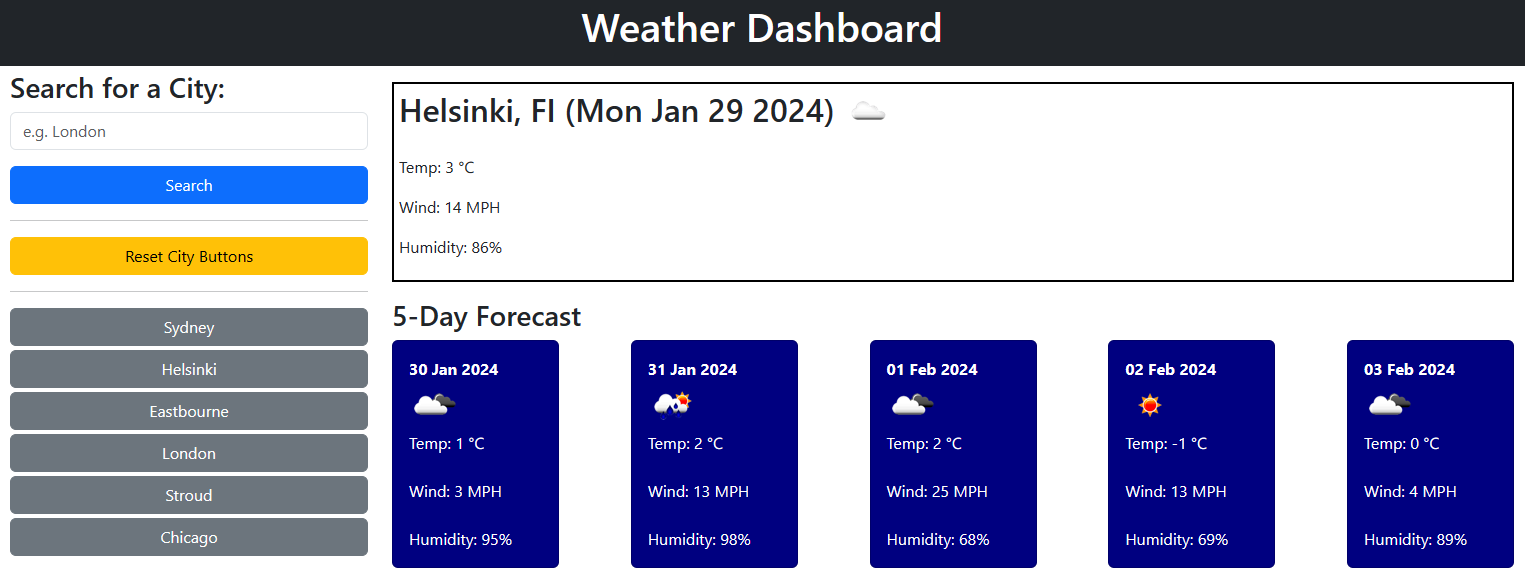 Weather Dashboard
Search for a City:
e.g. London
Search
Reset City Buttons
Sydney
Helsinki
Eastbourne
London
Stroud
Chicago
Helsinki, FI (Mon Jan 29 2024)
Temp: 3 °C
Wind: 14 MPH
Humidity: 86%
5-Day Forecast
30 Jan 2024
Temp: 1 °C
Wind: 3 MPH
Humidity: 95%
31 Jan 2024
Temp: 2 °C
Wind: 13 MPH
Humidity: 98%
01 Feb 2024
Temp: 2 °C
Wind: 25 MPH
Humidity: 68%
02 Feb 2024
Temp: -1 °C
Wind: 13 MPH
Humidity: 69%
03 Feb 2024
Temp: 0 °C
Wind: 4 MPH
Humidity: 89%